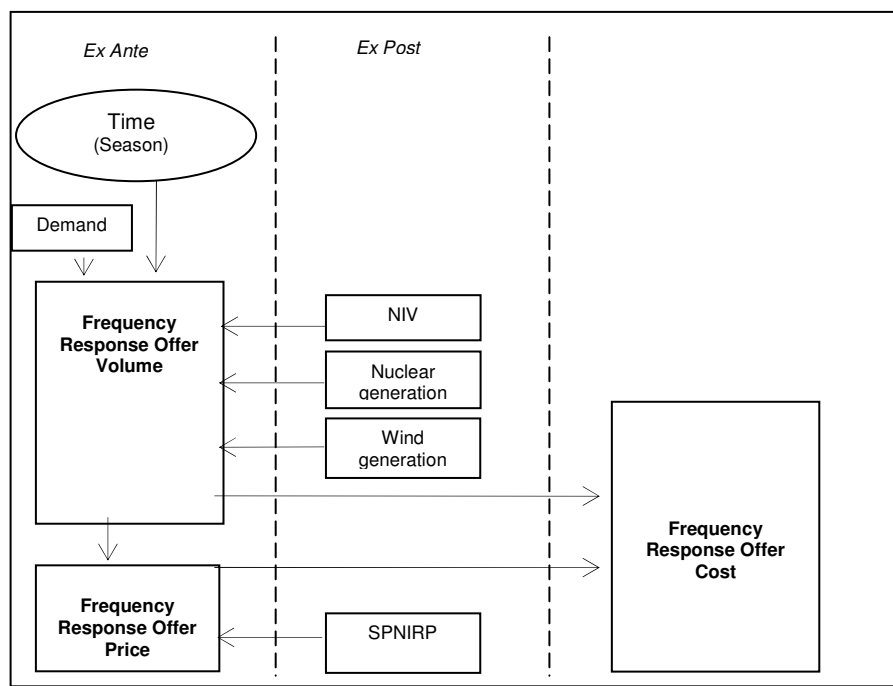 Ex Ante
Ex Post
Time
(Season)
Demand
Frequency
Response Offer
Volume
NIV
Nuclear
generation
Wind
generation
Frequency
Response Offer
Cost
Frequency
Response Offer
Price
SPNIRP